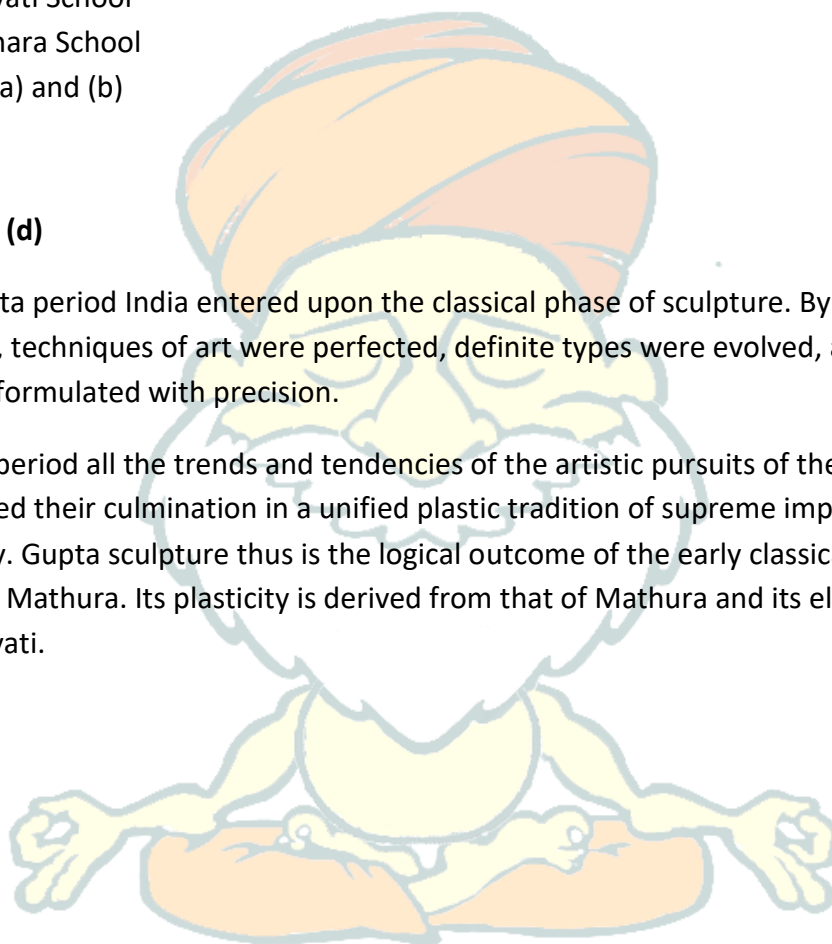 vati School
hara School
a) and (b)
(d)
ta period India entered upon the classical phase of sculpture. By
, techniques of art were perfected, definite types were evolved, a
formulated with precision.
period all the trends and tendencies of the artistic pursuits of the
ed their culmination in a unified plastic tradition of supreme imp
y. Gupta sculpture thus is the logical outcome of the early classica
Mathura. Its plasticity is derived from that of Mathura and its el
vati.